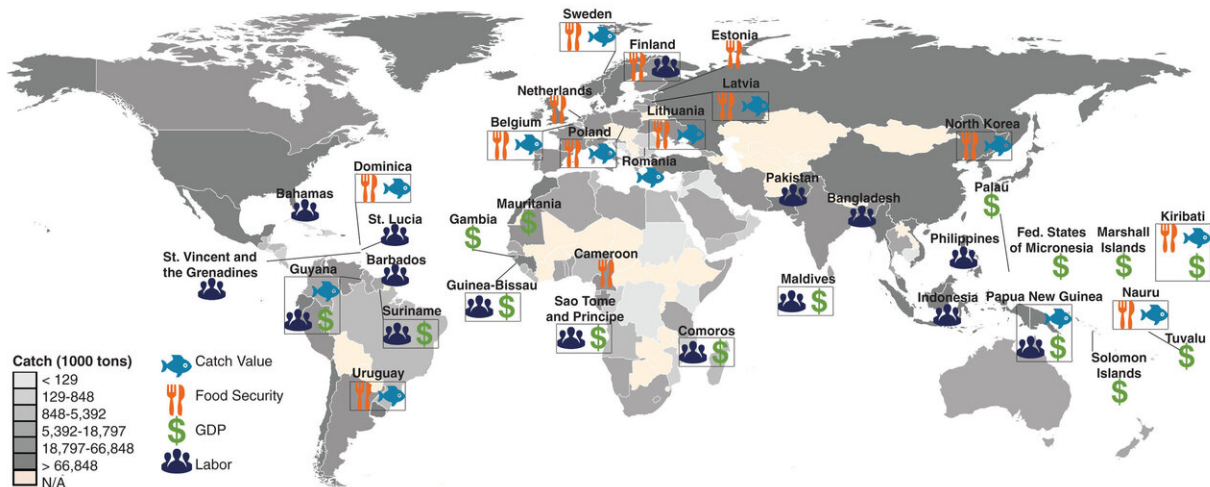 Sweden
Finland
Estonia
Netherlands
Latvia
Lithuania
Belgium
Poland
Romania
North Korea
Dominica
Bahamas
Pakistan
Bangladesh
Palau
St. Lucia
Gambia
Mauritania
Kiribati
Fed. States
of Micronesia
Marshall
Islands
Philippines
St. Vincent and
the Grenadines
Barbados
Cameroon
Guyana
Guinea-Bissau
Maldives
Nauru
Suriname
Sao Tome
and Principe
Indonesia
Papua New Guinea
Comoros
Tuvalu
Solomon
Islands
Uruguay
Catch (1000 tons)
< 129
129-848
848-5,392
5,392-18,797
18,797-66,848
> 66,848
N/A
Catch Value
Food Security
$ GDP
Labor